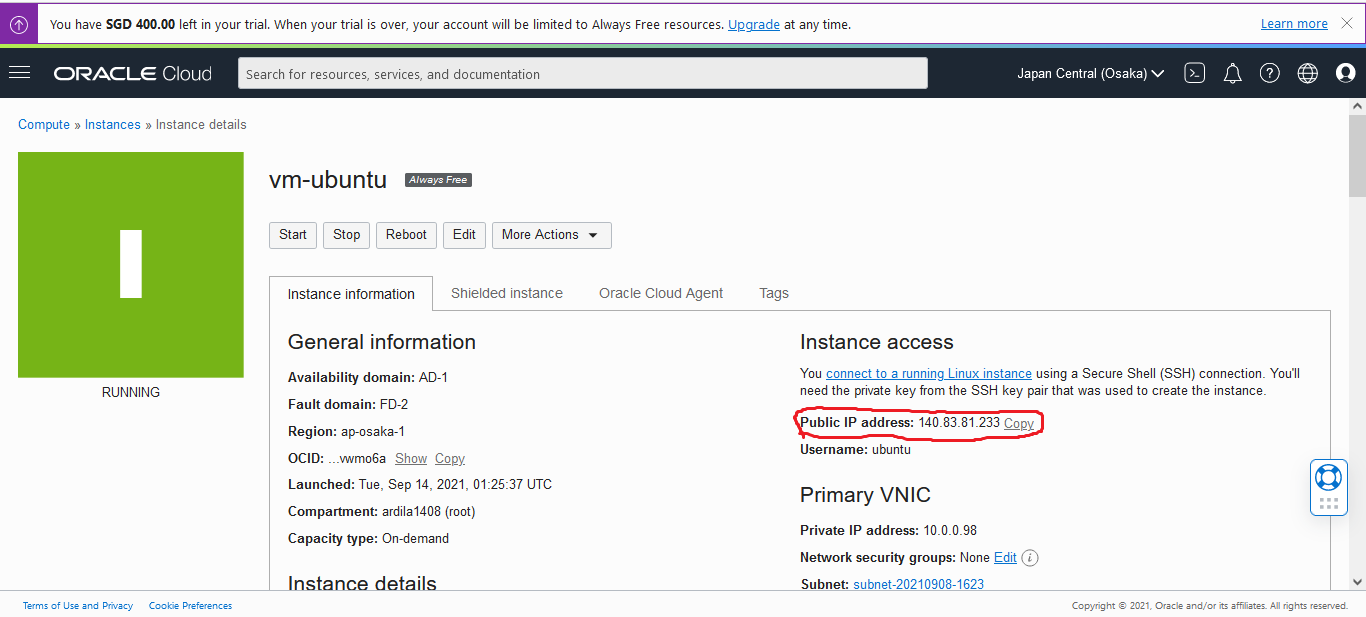 You have SGD 400.00 left in your trial. When your trial is over, your account will be limited to Always Free resources. Upgrade at any time.
Learn more
ORACLE Cloud
Search for resources, services, and documentation
Japan Central (Osaka)
Compute » Instances » Instance details
RUNNING
vm-ubuntu
Always Free
Start
Stop
Reboot
Edit
More Actions
Instance information
Shielded instance
Oracle Cloud Agent
Tags
General information
Availability domain: AD-1
Fault domain: FD-2
Region: ap-osaka-1
OCID: ...vwmo6a Show Copy
Launched: Tue, Sep 14, 2021, 01:25:37 UTC
Compartment: ardila1408 (root)
Capacity type: On-demand
Instance details
Instance access
You connect to a running Linux instance using a Secure Shell (SSH) connection. You'll
need the private key from the SSH key pair that was used to create the instance.
Public IP address: 140.83.81.233 Copy
Username: ubuntu
Primary VNIC
Private IP address: 10.0.0.98
Network security groups: None Edit
Subnet: subnet-20210908-1623
Terms of Use and Privacy
Cookie Preferences
Copyright © 2021, Oracle and/or its affiliates. All rights reserved.